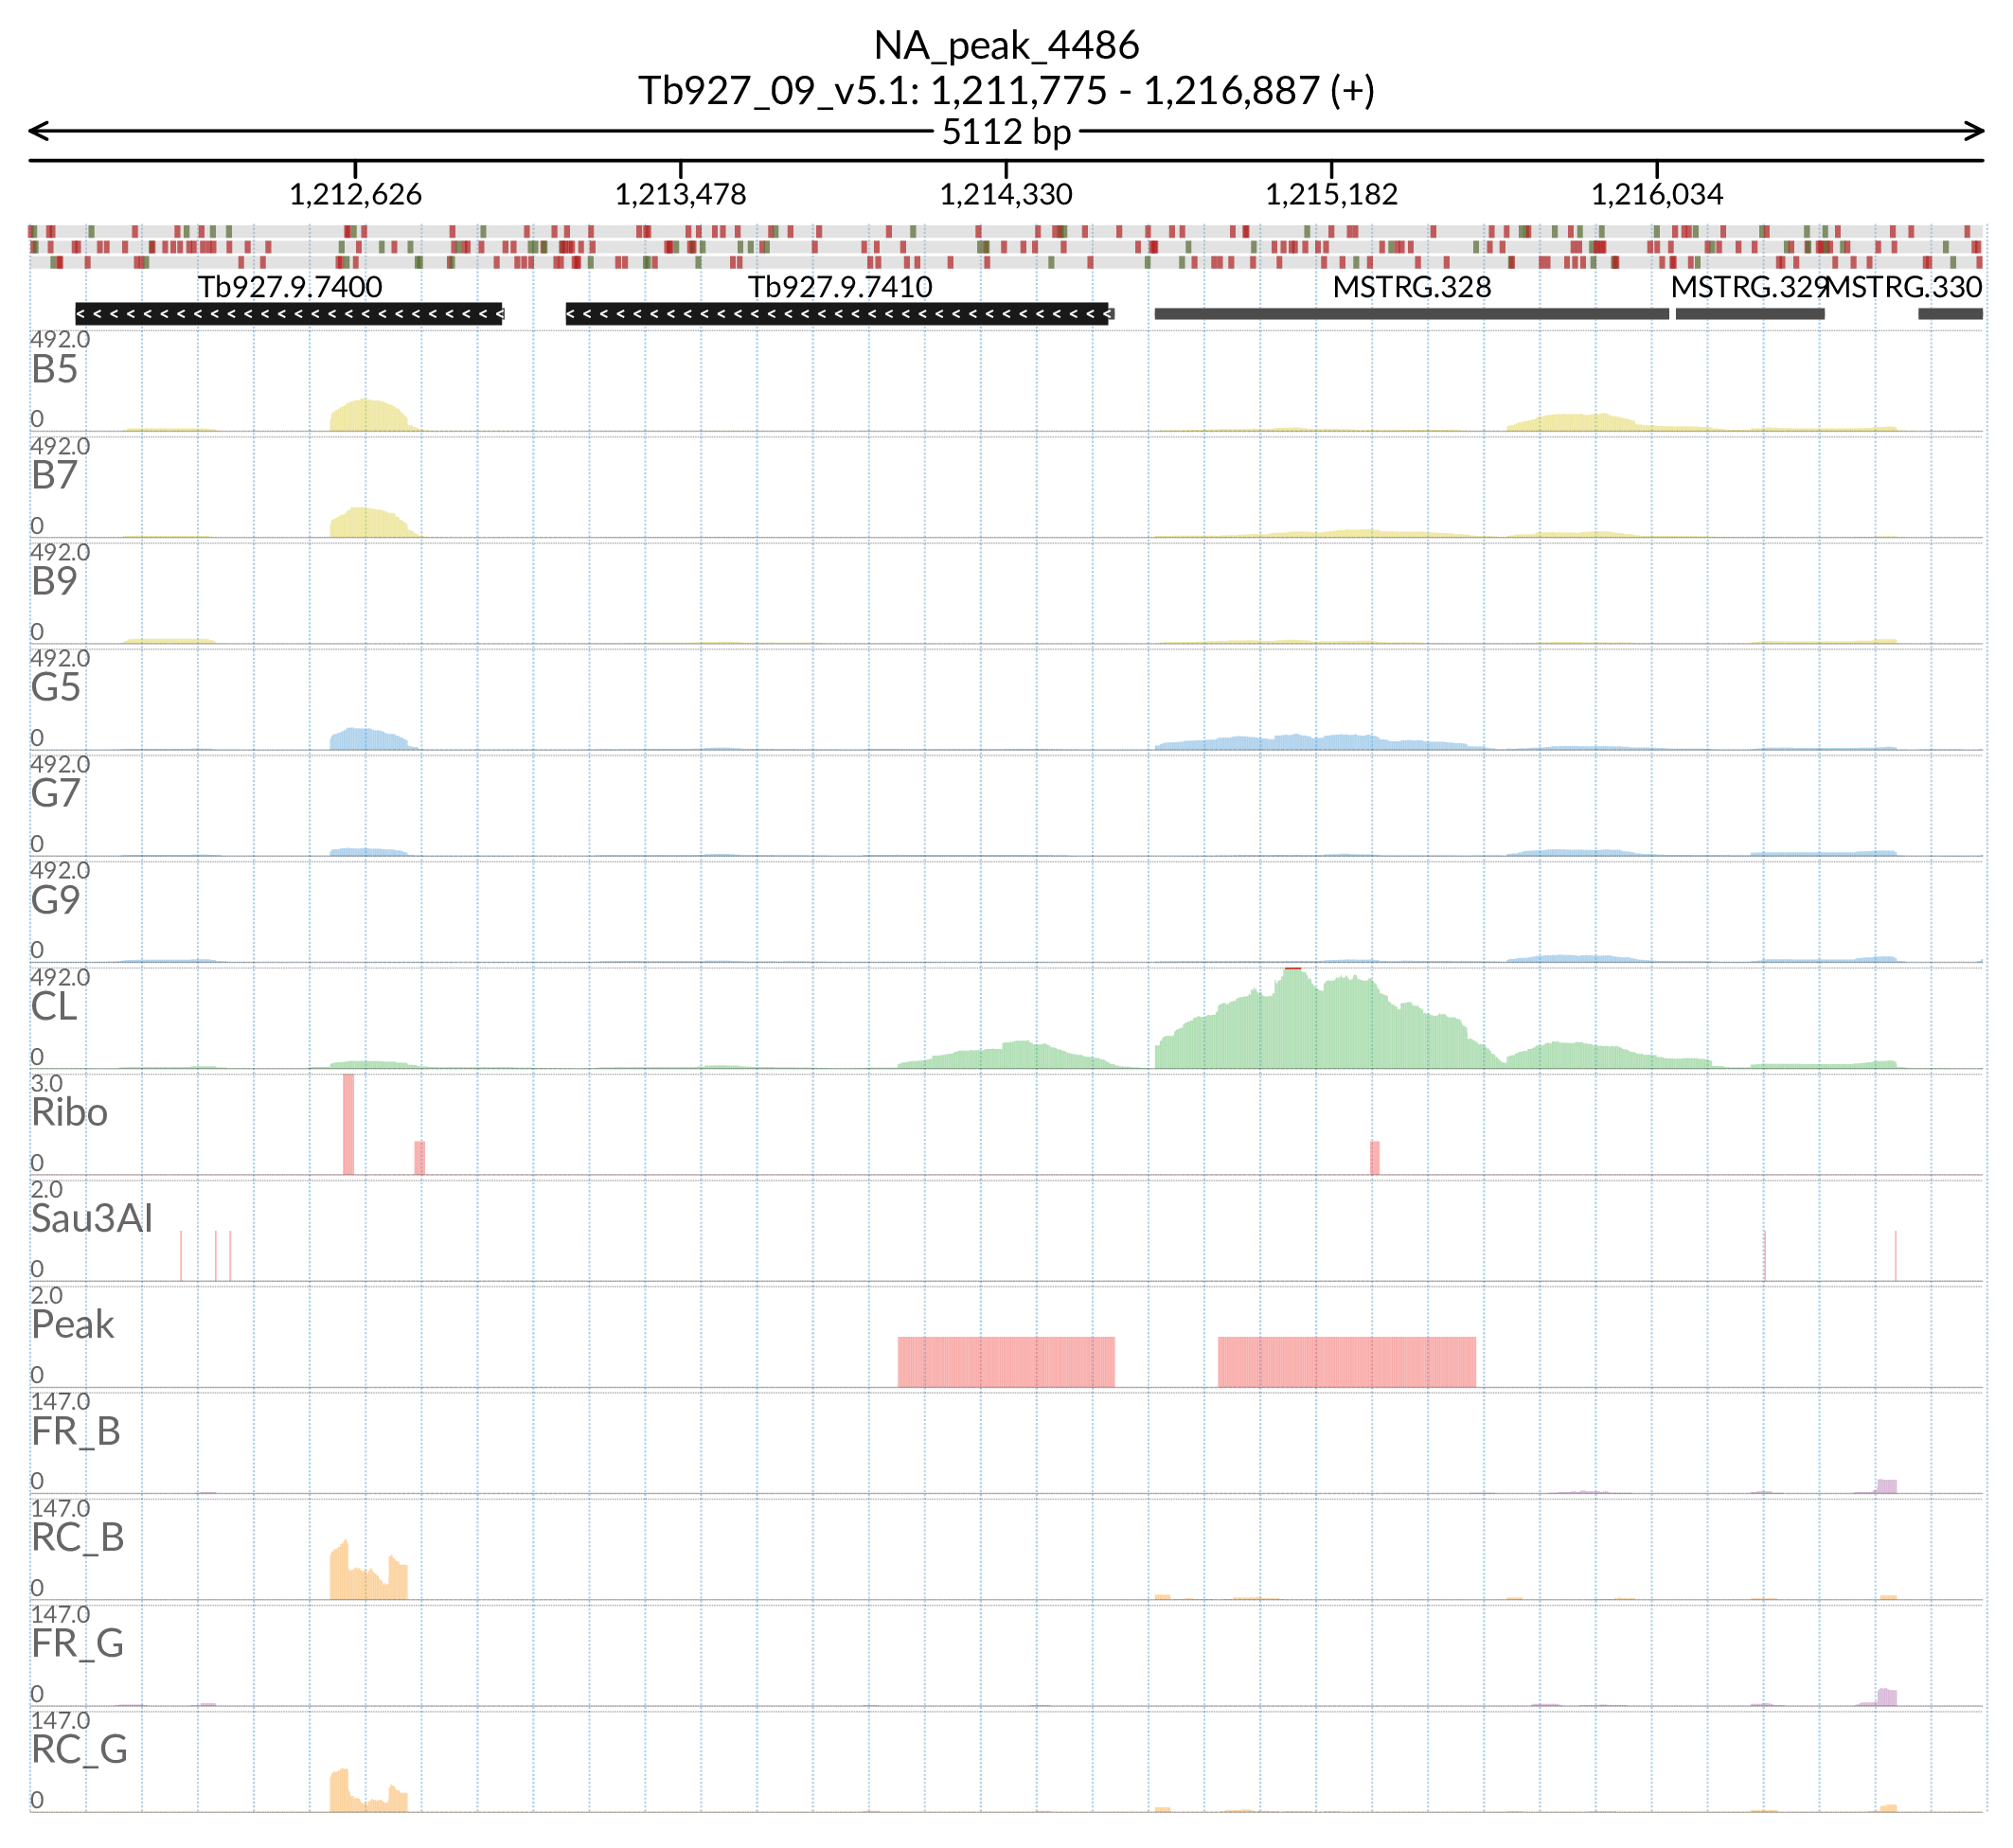 NA_peak_4486
Tb927_09_v5.1: 1,211,775 - 1,216,887 (+)
5112 bp
1,212,626 1,213,478 1,214,330 1,215,182 1,216,034
Tb927.9.7400 Tb927.9.7410 MSTRG.328 MSTRG.329 MSTRG.330
492.0
B5
0
492.0
B7
0
492.0
B9
0
492.0
G5
0
492.0
G7
0
492.0
G9
0
492.0
CL
0
3.0
Ribo
0
2.0
Sau3AI
0
2.0
Peak
0
147.0
FR_B
0
147.0
RC_B
0
147.0
FR_G
0
147.0
RC_G
0